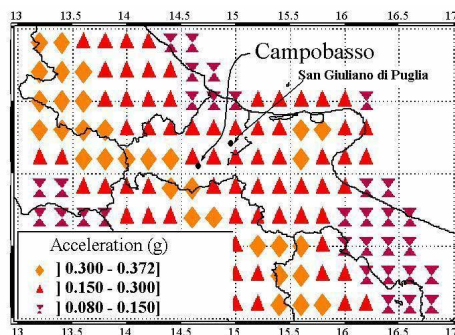 13 13.5 14 14.5 15 15.5 16 16.5 17
Campobasso
San Giuliano di Puglia
Acceleration (g)
] 0.300 - 0.372]
] 0.150 - 0.300]
] 0.080 - 0.150]
13 13.5 14 14.5 15 15.5 16 16.5 17